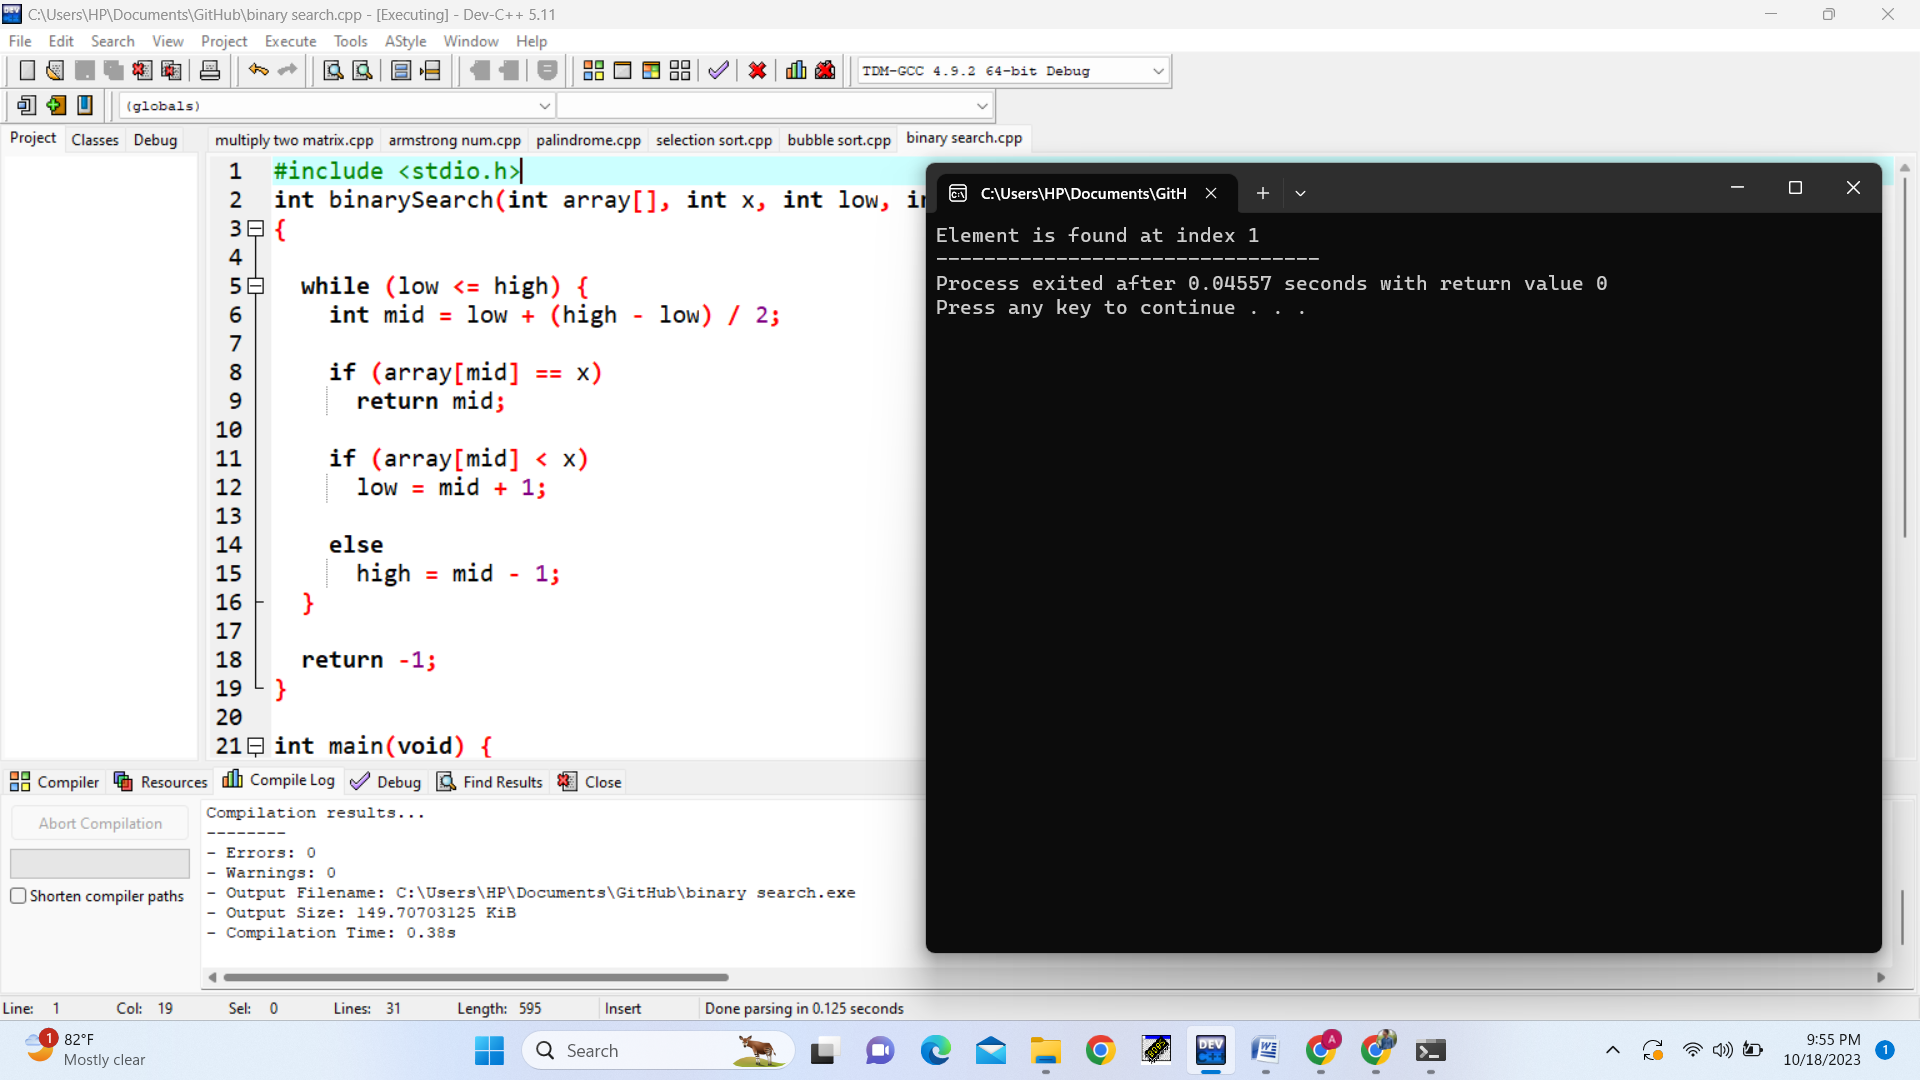 C:\Users\HP\Documents\GitHub\binary search.cpp - [Executing] - Dev-C++ 5.11
File Edit Search View Project Execute Tools AStyle Window Help
TDM-GCC 4.9.2 64-bit Debug
(globals)
Project Classes Debug
multiply two matrix.cpp armstrong num.cpp palindrome.cpp selection sort.cpp bubble sort.cpp binary search.cpp
1 #include <stdio.h>
2 int binarySearch(int array[], int x, int low, in
3 {
4
5 while (low <= high) {
6 int mid = low + (high - low) / 2;
7
8 if (array[mid] == x)
9 return mid;
10
11 if (array[mid] < x)
12 low = mid + 1;
13
14 else
15 high = mid - 1;
16 }
17
18 return -1;
19 }
20
21 int main(void) {
C:\Users\HP\Documents\GitH
Element is found at index 1
--------------------------------
Process exited after 0.04557 seconds with return value 0
Press any key to continue . . .
Compiler Resources Compile Log Debug Find Results Close
Abort Compilation
Shorten compiler paths
Compilation results...
--------
- Errors: 0
- Warnings: 0
- Output Filename: C:\Users\HP\Documents\GitHub\binary search.exe
- Output Size: 149.70703125 KiB
- Compilation Time: 0.38s
Line: 1 Col: 19 Sel: 0 Lines: 31 Length: 595 Insert Done parsing in 0.125 seconds
1
82°F
Mostly clear
Search
DEV C++
A
9:55 PM
10/18/2023
1